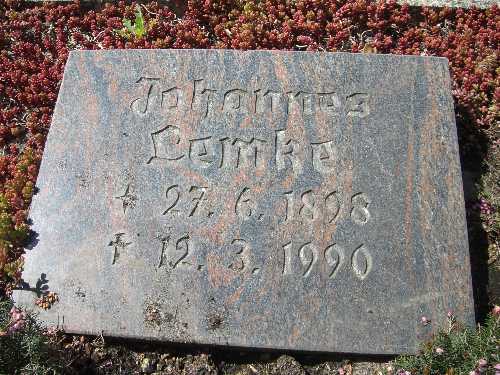 Johannes
Lemke
* 27. 6. 1898
† 12. 3. 1990